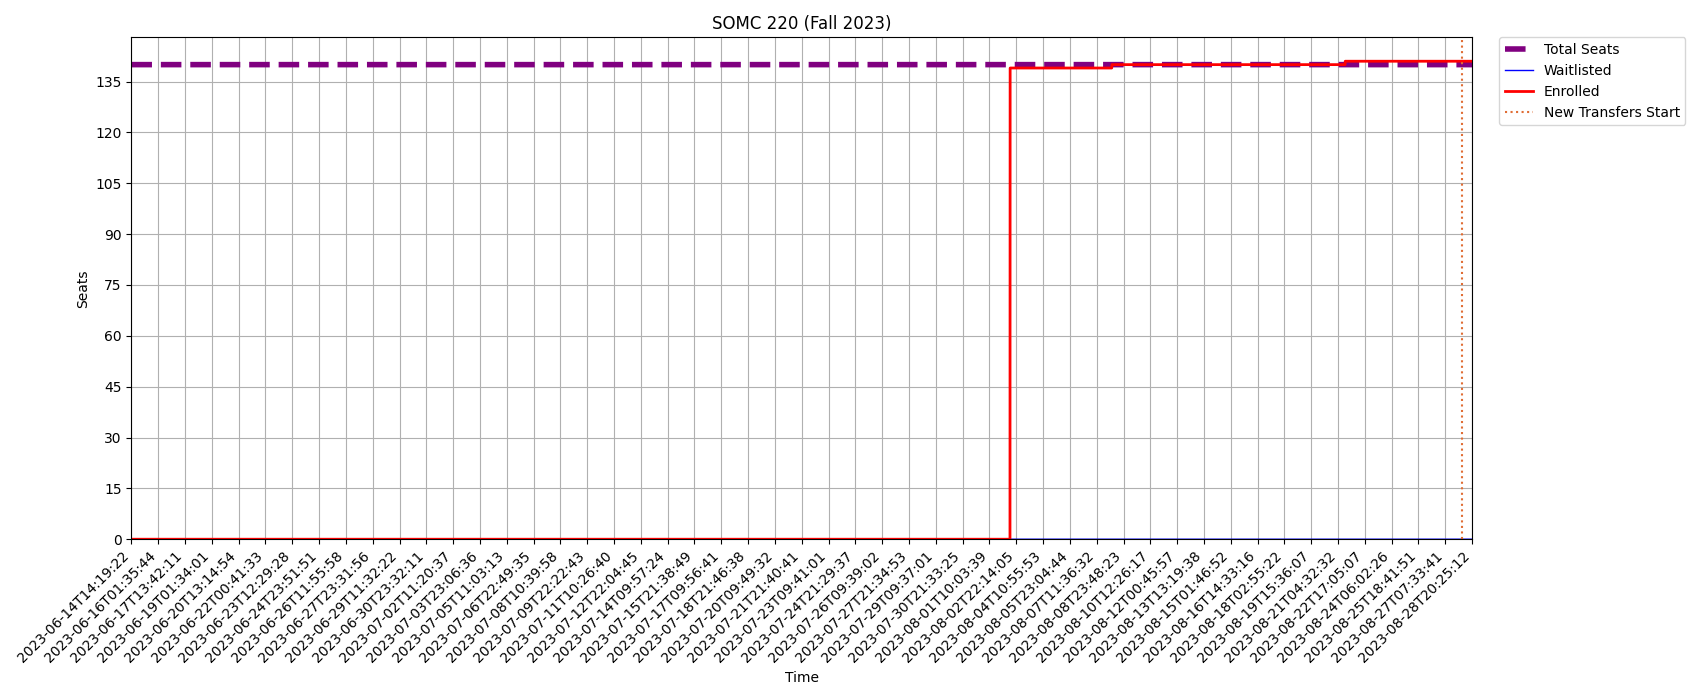 SOMC 220 (Fall 2023)
Total Seats
Waitlisted
Enrolled
New Transfers Start
Seats
135
120
105
90
75
60
45
30
15
0
2023-06-14T14:19:22
2023-06-16T01:35:44
2023-06-17T13:42:11
2023-06-19T01:34:01
2023-06-20T13:14:54
2023-06-22T00:41:33
2023-06-23T12:29:28
2023-06-24T23:51:51
2023-06-26T11:55:58
2023-06-27T23:31:56
2023-06-29T11:32:22
2023-06-30T23:32:11
2023-07-02T11:20:37
2023-07-03T23:06:36
2023-07-05T11:03:13
2023-07-06T22:49:35
2023-07-08T10:39:58
2023-07-09T22:22:43
2023-07-11T10:26:40
2023-07-12T22:04:45
2023-07-14T09:57:24
2023-07-15T21:38:49
2023-07-17T09:56:41
2023-07-18T21:46:38
2023-07-20T09:49:32
2023-07-21T21:40:41
2023-07-23T09:41:01
2023-07-24T21:29:37
2023-07-26T09:39:02
2023-07-27T21:34:53
2023-07-29T09:37:01
2023-07-30T21:33:25
2023-08-01T10:03:39
2023-08-02T22:14:05
2023-08-04T10:55:53
2023-08-05T23:04:44
2023-08-07T11:36:32
2023-08-08T23:48:23
2023-08-10T12:26:17
2023-08-12T00:45:57
2023-08-13T13:19:38
2023-08-15T01:46:52
2023-08-16T14:33:16
2023-08-18T02:55:22
2023-08-19T15:36:07
2023-08-21T04:32:32
2023-08-22T17:05:07
2023-08-24T06:02:26
2023-08-25T18:41:51
2023-08-27T07:33:41
2023-08-28T20:25:12
Time